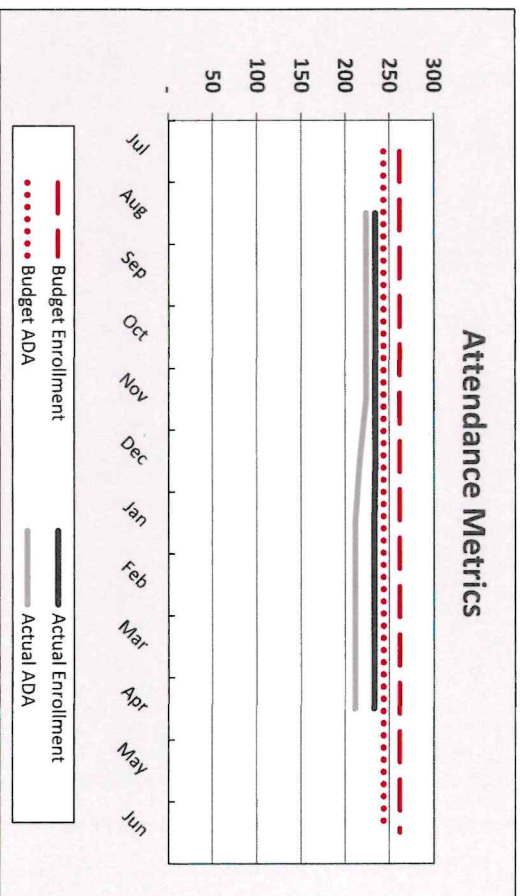 Attendance Metrics
300
250
200
150
100
50
-
Jul
Aug
Sep
Oct
Nov
Dec
Jan
Feb
Mar
Apr
May
Jun
Budget Enrollment
Actual Enrollment
Budget ADA
Actual ADA